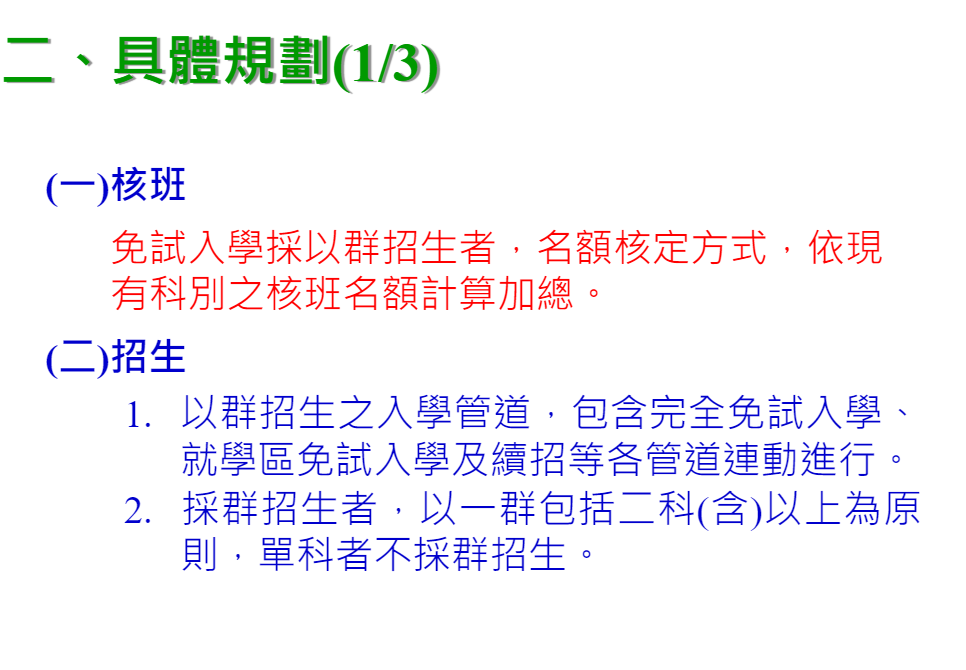 二、具體規劃(1/3)
(一)核班
免試入學採以群招生者，名額核定方式，依現
有科別之核班名額計算加總。
(二)招生
1. 以群招生之入學管道，包含完全免試入學、
就學區免試入學及續招等各管道連動進行。
2. 採群招生者，以一群包括二科(含)以上為原
則，單科者不採群招生。